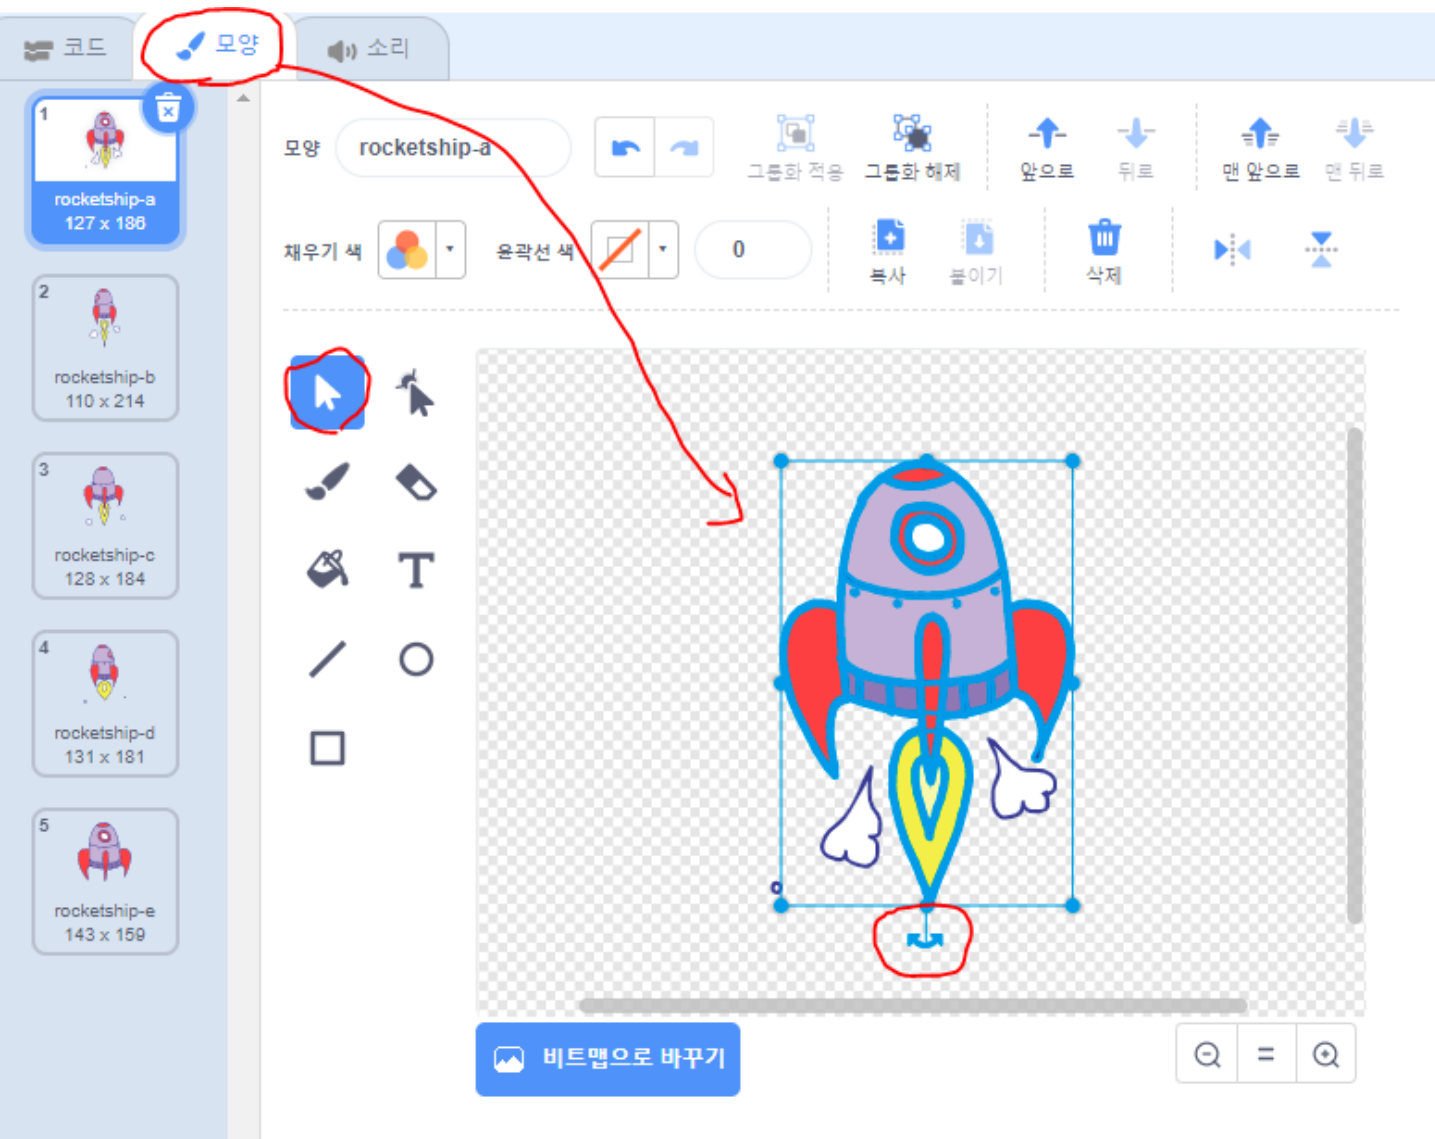 코드
모양
소리
1
rocketship-a
127 x 186
2
rocketship-b
110 x 214
3
rocketship-c
128 x 184
4
rocketship-d
131 x 181
5
rocketship-e
143 x 159
모양
rocketship-a
그룹화 적용
그룹화 해제
앞으로
뒤로
맨 앞으로
맨 뒤로
채우기 색
윤곽선 색
0
복사
붙이기
삭제
T
비트맵으로 바꾸기